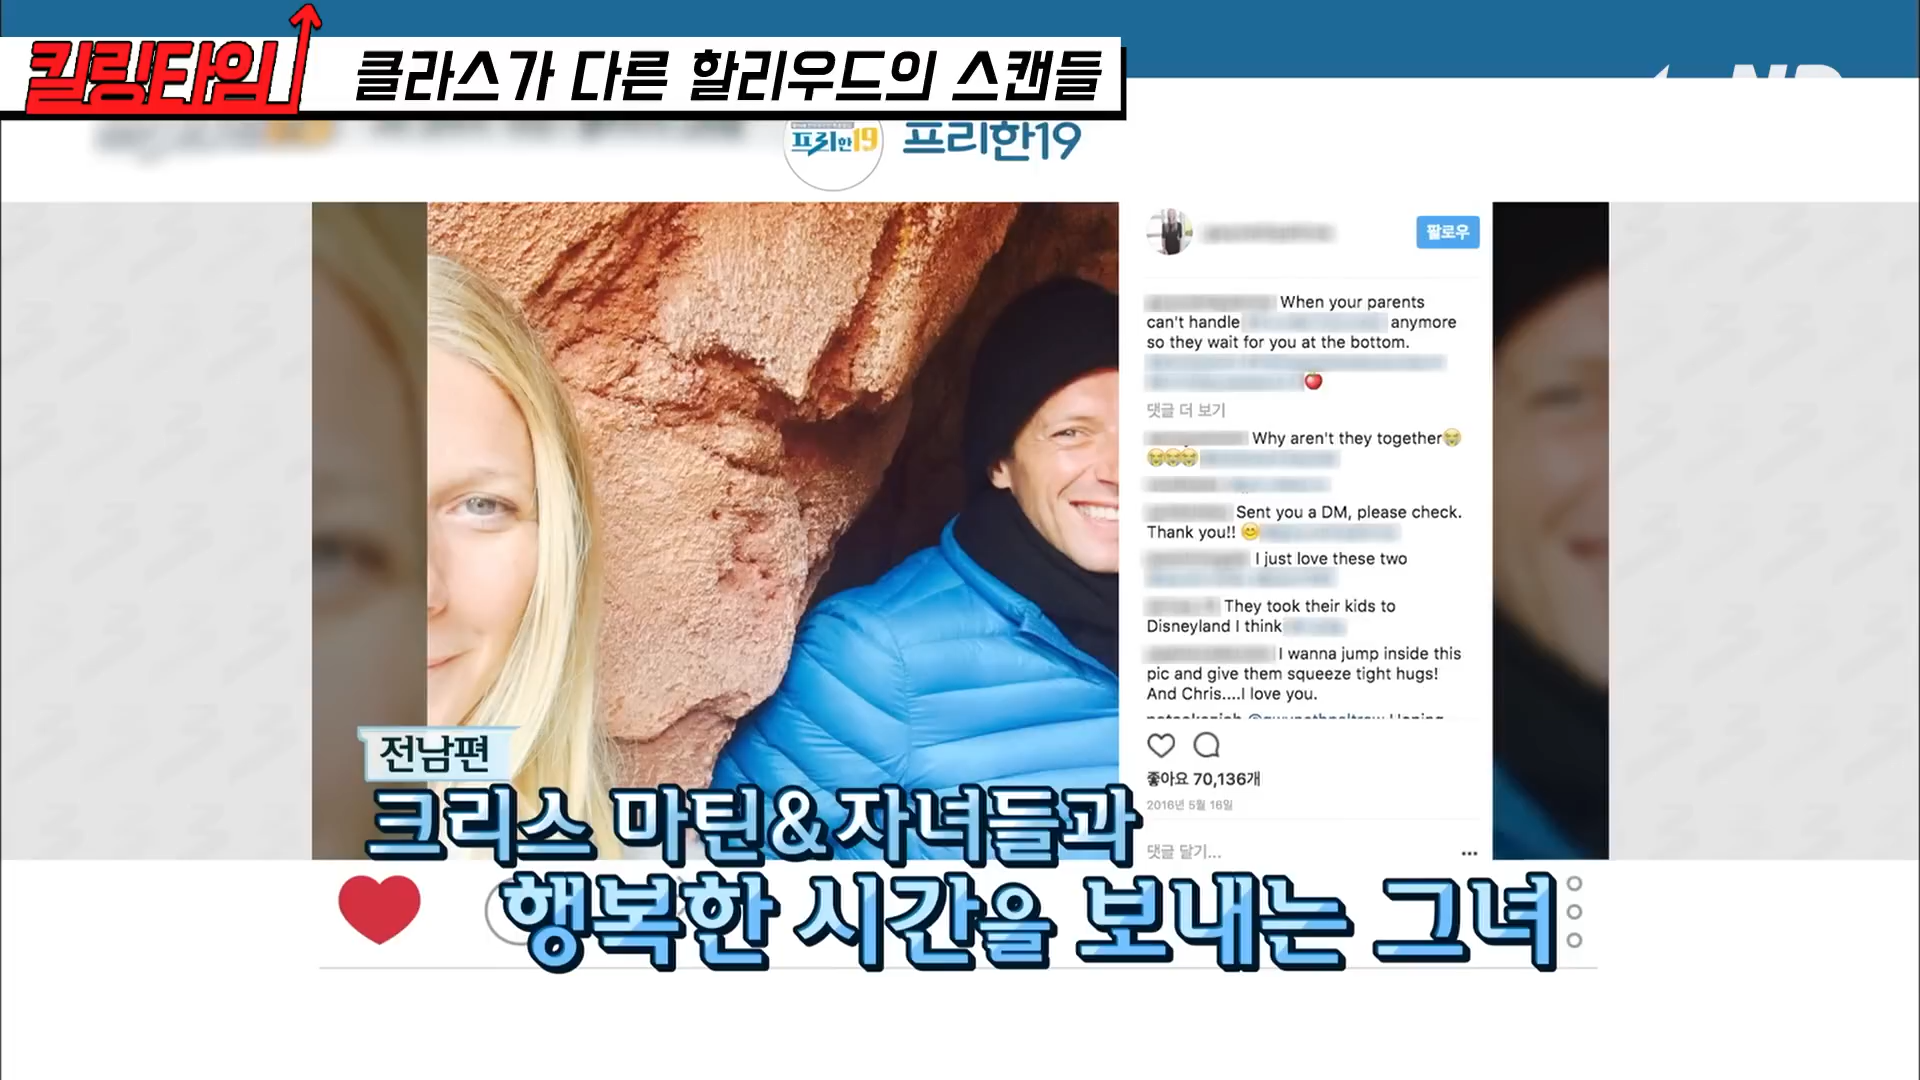 킬링타임
클라스가 다른 할리우드의 스캔들
프리한19
프리한19
팔로우
When your parents
can't handle anymore
so they wait for you at the bottom.
댓글 더 보기
Why aren't they together
Sent you a DM, please check.
Thank you!!
I just love these two
They took their kids to
Disneyland I think
I wanna jump inside this
pic and give them squeeze tight hugs!
And Chris....I love you.
좋아요 70,136개
2016년 5월 16일
댓글 달기...
전남편
크리스 마틴&자녀들과
행복한 시간을 보내는 그녀